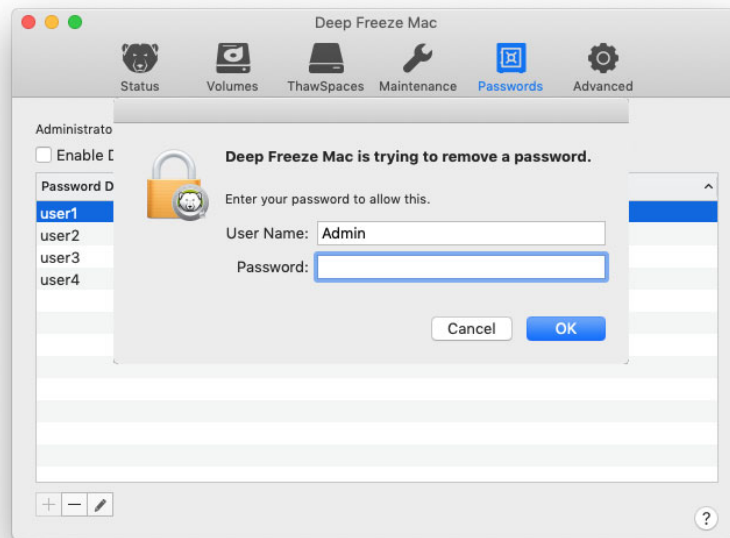 Deep Freeze Mac
Status Volumes ThawSpaces Maintenance Passwords Advanced
Administrato
Enable D
Deep Freeze Mac is trying to remove a password.
Enter your password to allow this.
User Name: Admin
Password:
Cancel OK
Password D
user1
user2
user3
user4
?